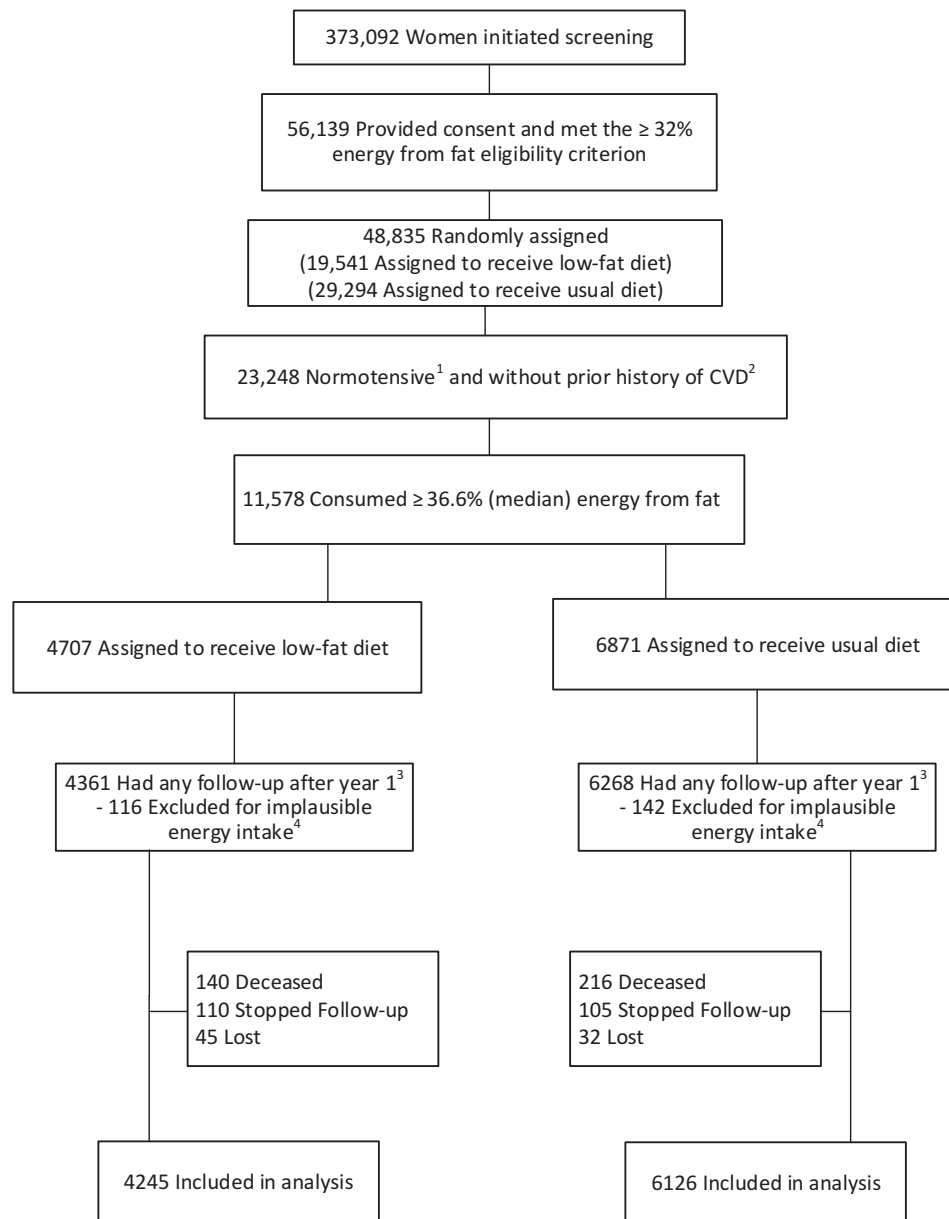 373,092 Women initiated screening
56,139 Provided consent and met the ≥ 32%
energy from fat eligibility criterion
48,835 Randomly assigned
(19,541 Assigned to receive low-fat diet)
(29,294 Assigned to receive usual diet)
23,248 Normotensive1 and without prior history of CVD2
11,578 Consumed ≥ 36.6% (median) energy from fat
4707 Assigned to receive low-fat diet
6871 Assigned to receive usual diet
4361 Had any follow-up after year 13
- 116 Excluded for implausible
energy intake4
6268 Had any follow-up after year 13
- 142 Excluded for implausible
energy intake4
140 Deceased
110 Stopped Follow-up
45 Lost
216 Deceased
105 Stopped Follow-up
32 Lost
4245 Included in analysis
6126 Included in analysis